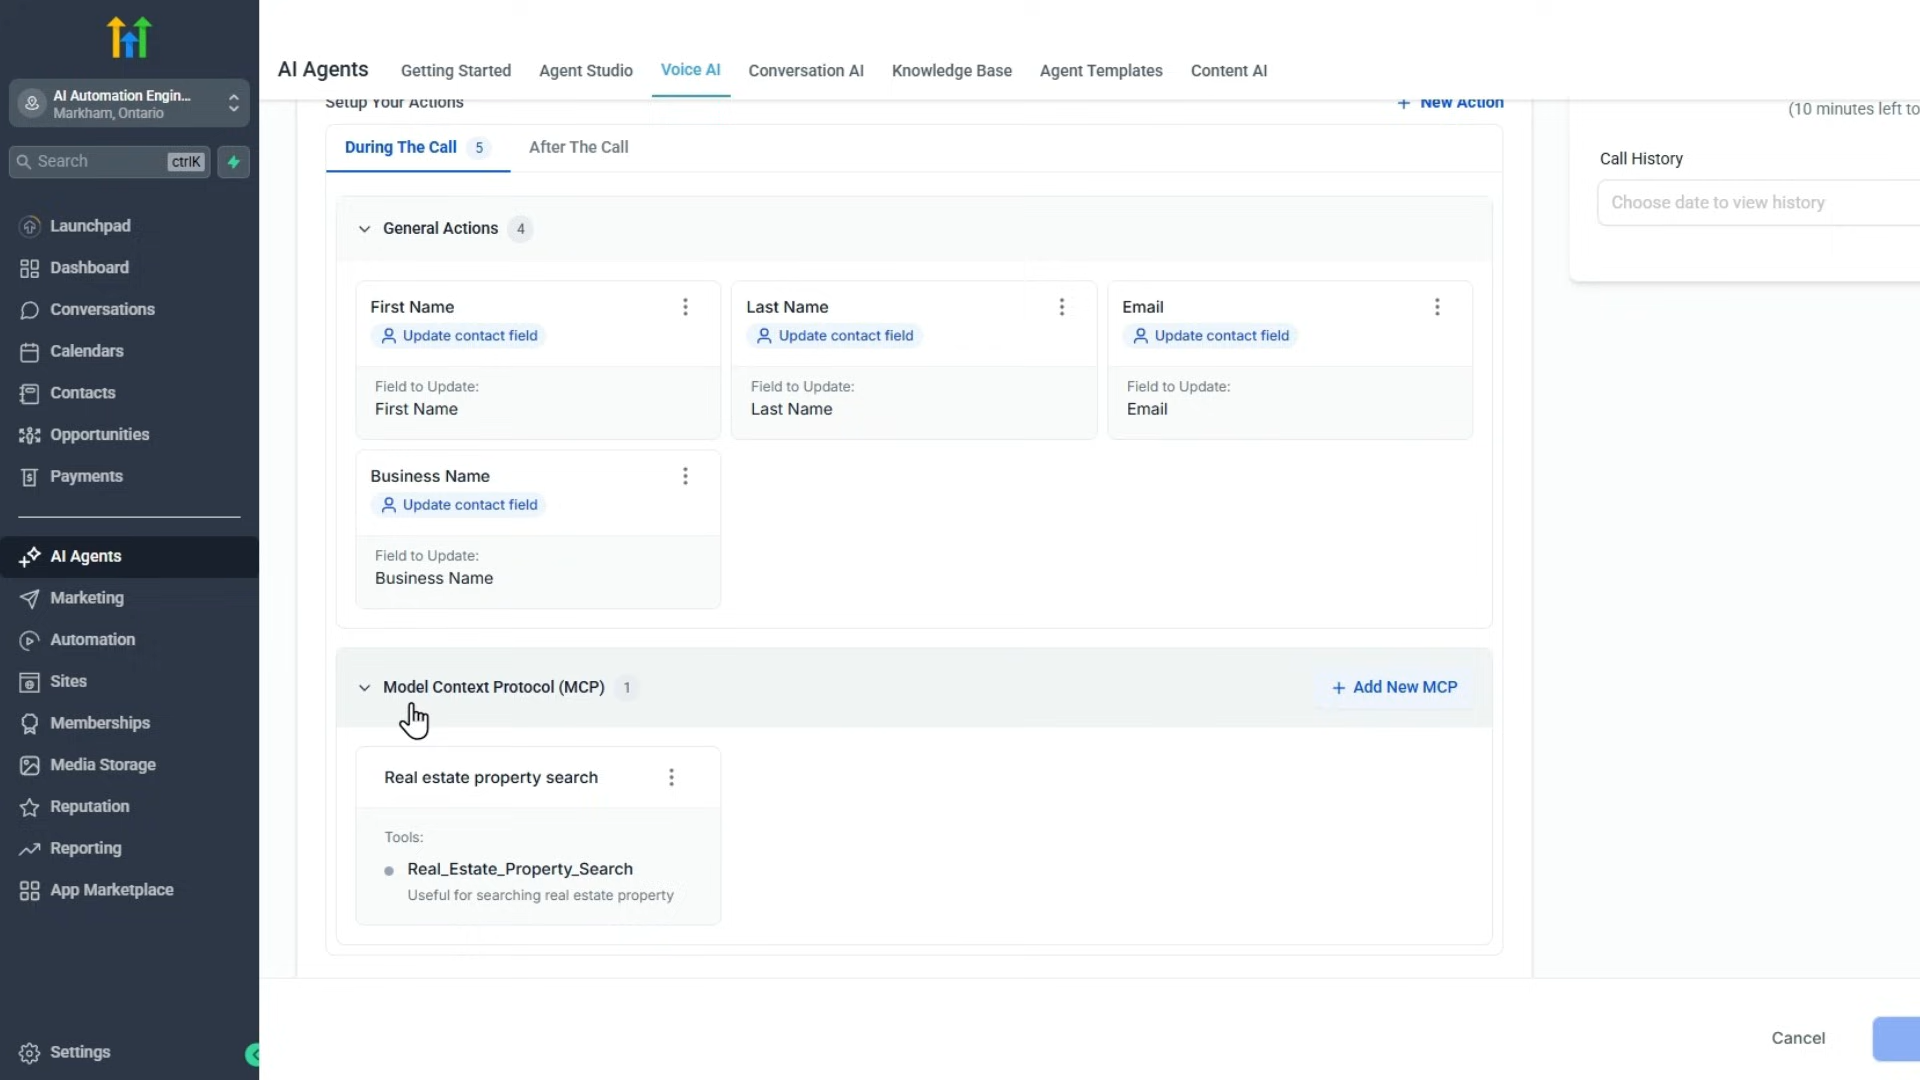 AI Automation Engin...
Markham, Ontario
Search
ctrlK
Launchpad
Dashboard
Conversations
Calendars
Contacts
Opportunities
Payments
AI Agents
Marketing
Automation
Sites
Memberships
Media Storage
Reputation
Reporting
App Marketplace
Settings
AI Agents
Getting Started
Agent Studio
Voice AI
Conversation AI
Knowledge Base
Agent Templates
Content AI
Setup Your Actions
+ New Action
During The Call 5
After The Call
General Actions 4
First Name
Update contact field
Field to Update:
First Name
Last Name
Update contact field
Field to Update:
Last Name
Email
Update contact field
Field to Update:
Email
Business Name
Update contact field
Field to Update:
Business Name
Model Context Protocol (MCP) 1
+ Add New MCP
Real estate property search
Tools:
Real_Estate_Property_Search
Useful for searching real estate property
(10 minutes left to
Call History
Choose date to view history
Cancel